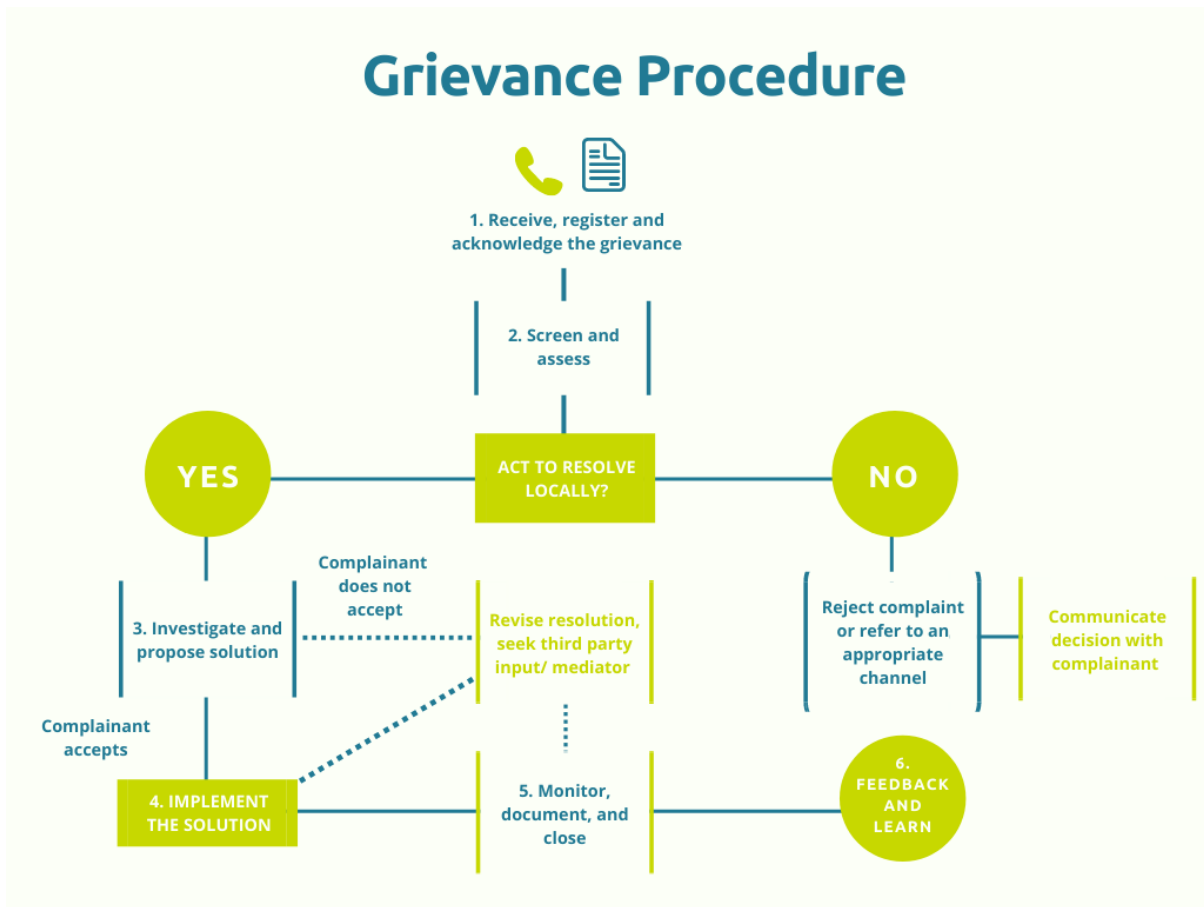 Grievance Procedure
1. Receive, register and
acknowledge the grievance
2. Screen and
assess
YES
ACT TO RESOLVE
LOCALLY?
NO
Complainant
does not
accept
3. Investigate and
propose solution
Revise resolution,
seek third party
input/ mediator
Reject complaint
or refer to an
appropriate
channel
Communicate
decision with
complainant
Complainant
accepts
4. IMPLEMENT
THE SOLUTION
5. Monitor,
document, and
close
6.
FEEDBACK
AND
LEARN